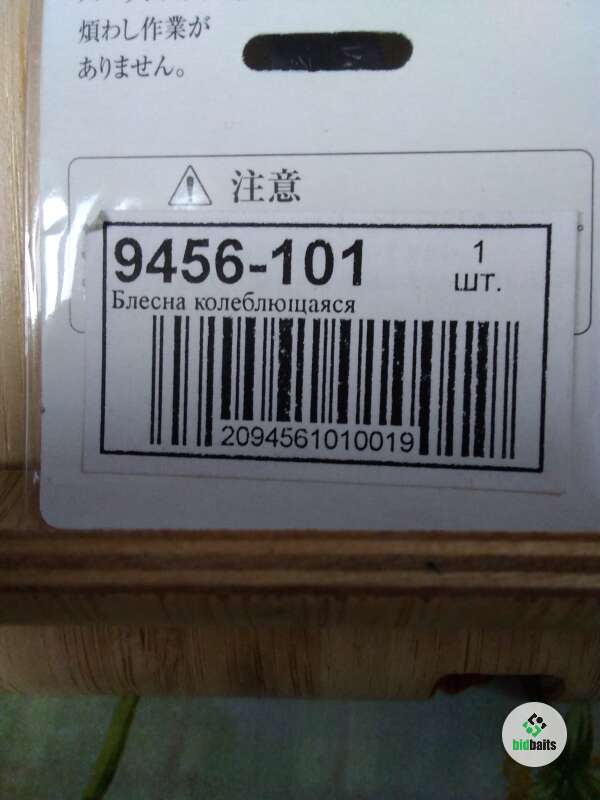 煩わし作業が
ありません。
注意
9456-101
1
шт.
Блесна колеблющаяся
2094561010019
bidbaits